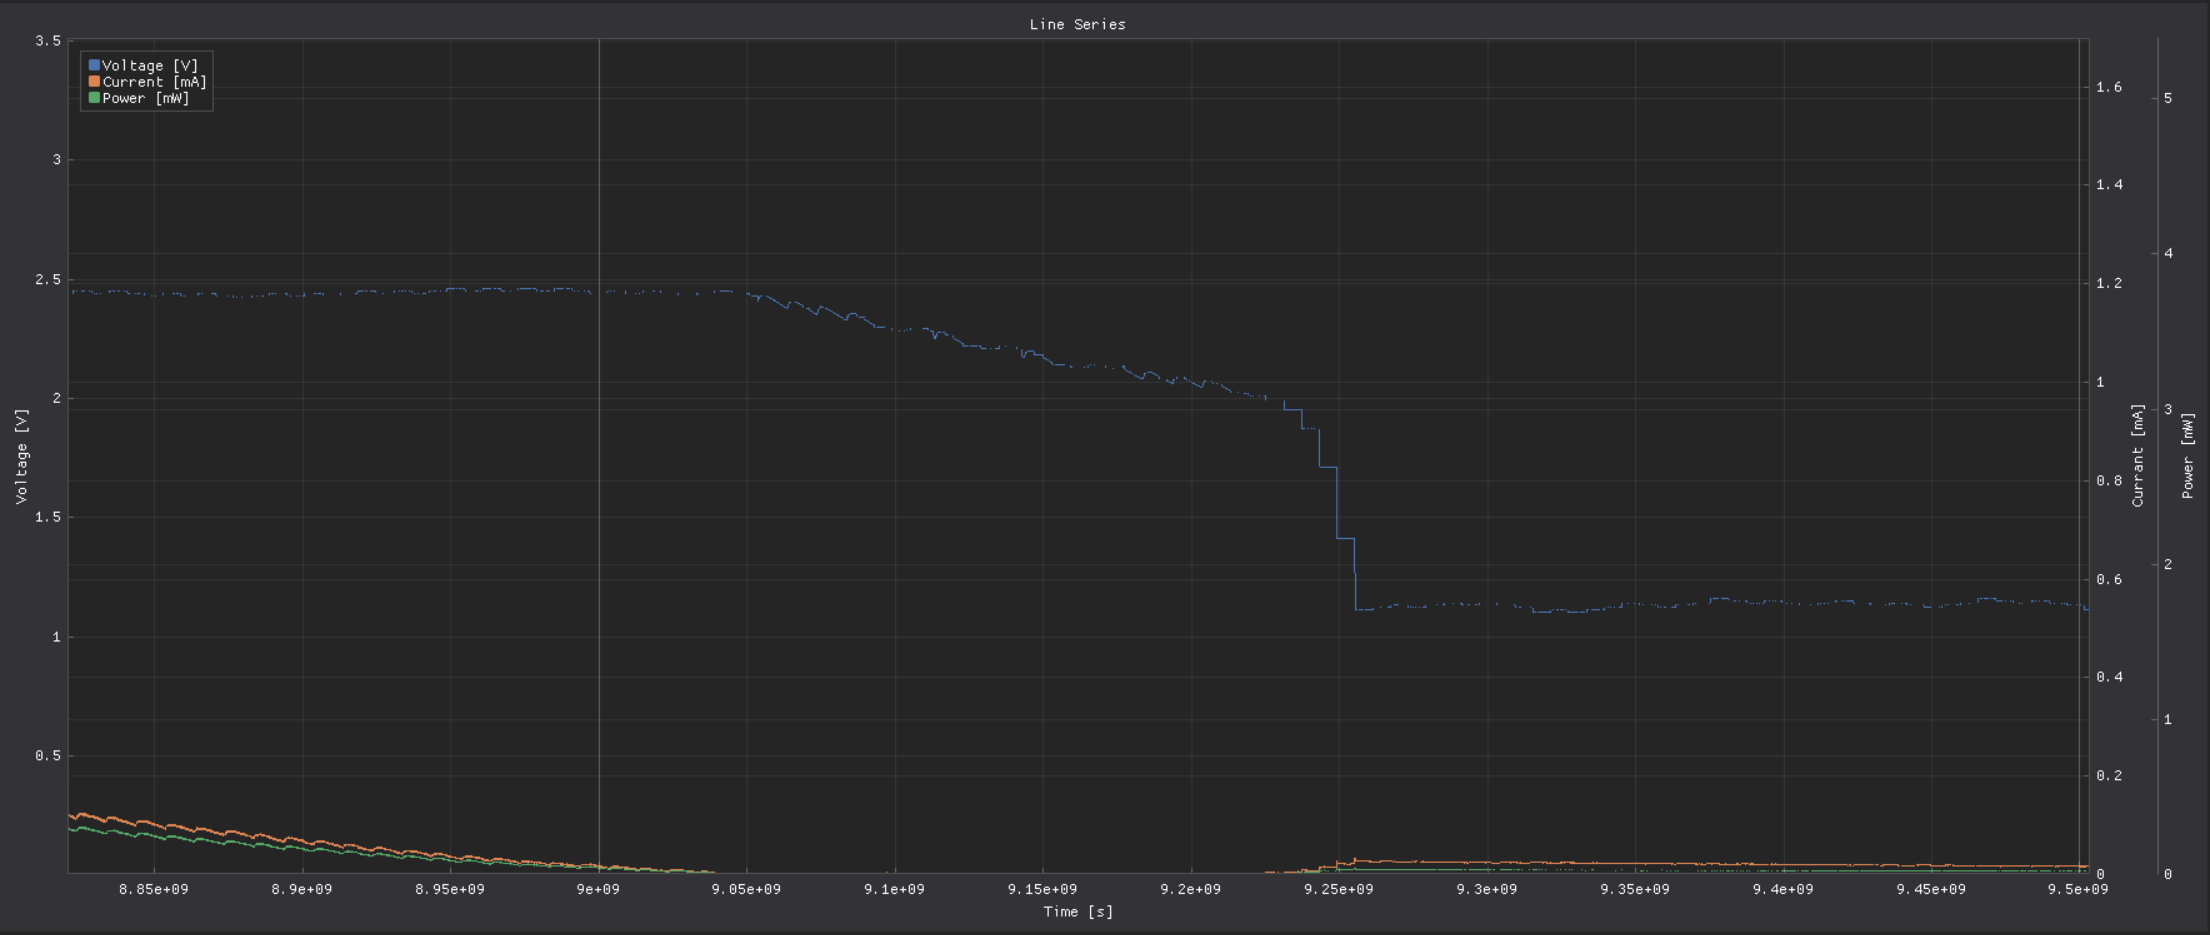 Line Series
Voltage [V]
Current [mA]
Power [mW]
3.5
3
2.5
2
1.5
1
0.5
Voltage [V]
1.6
1.4
1.2
1
0.8
0.6
0.4
0.2
0
Currant [mA]
5
4
3
2
1
0
Power [mW]
8.85e+09 8.9e+09 8.95e+09 9e+09 9.05e+09 9.1e+09 9.15e+09 9.2e+09 9.25e+09 9.3e+09 9.35e+09 9.4e+09 9.45e+09 9.5e+09
Time [s]